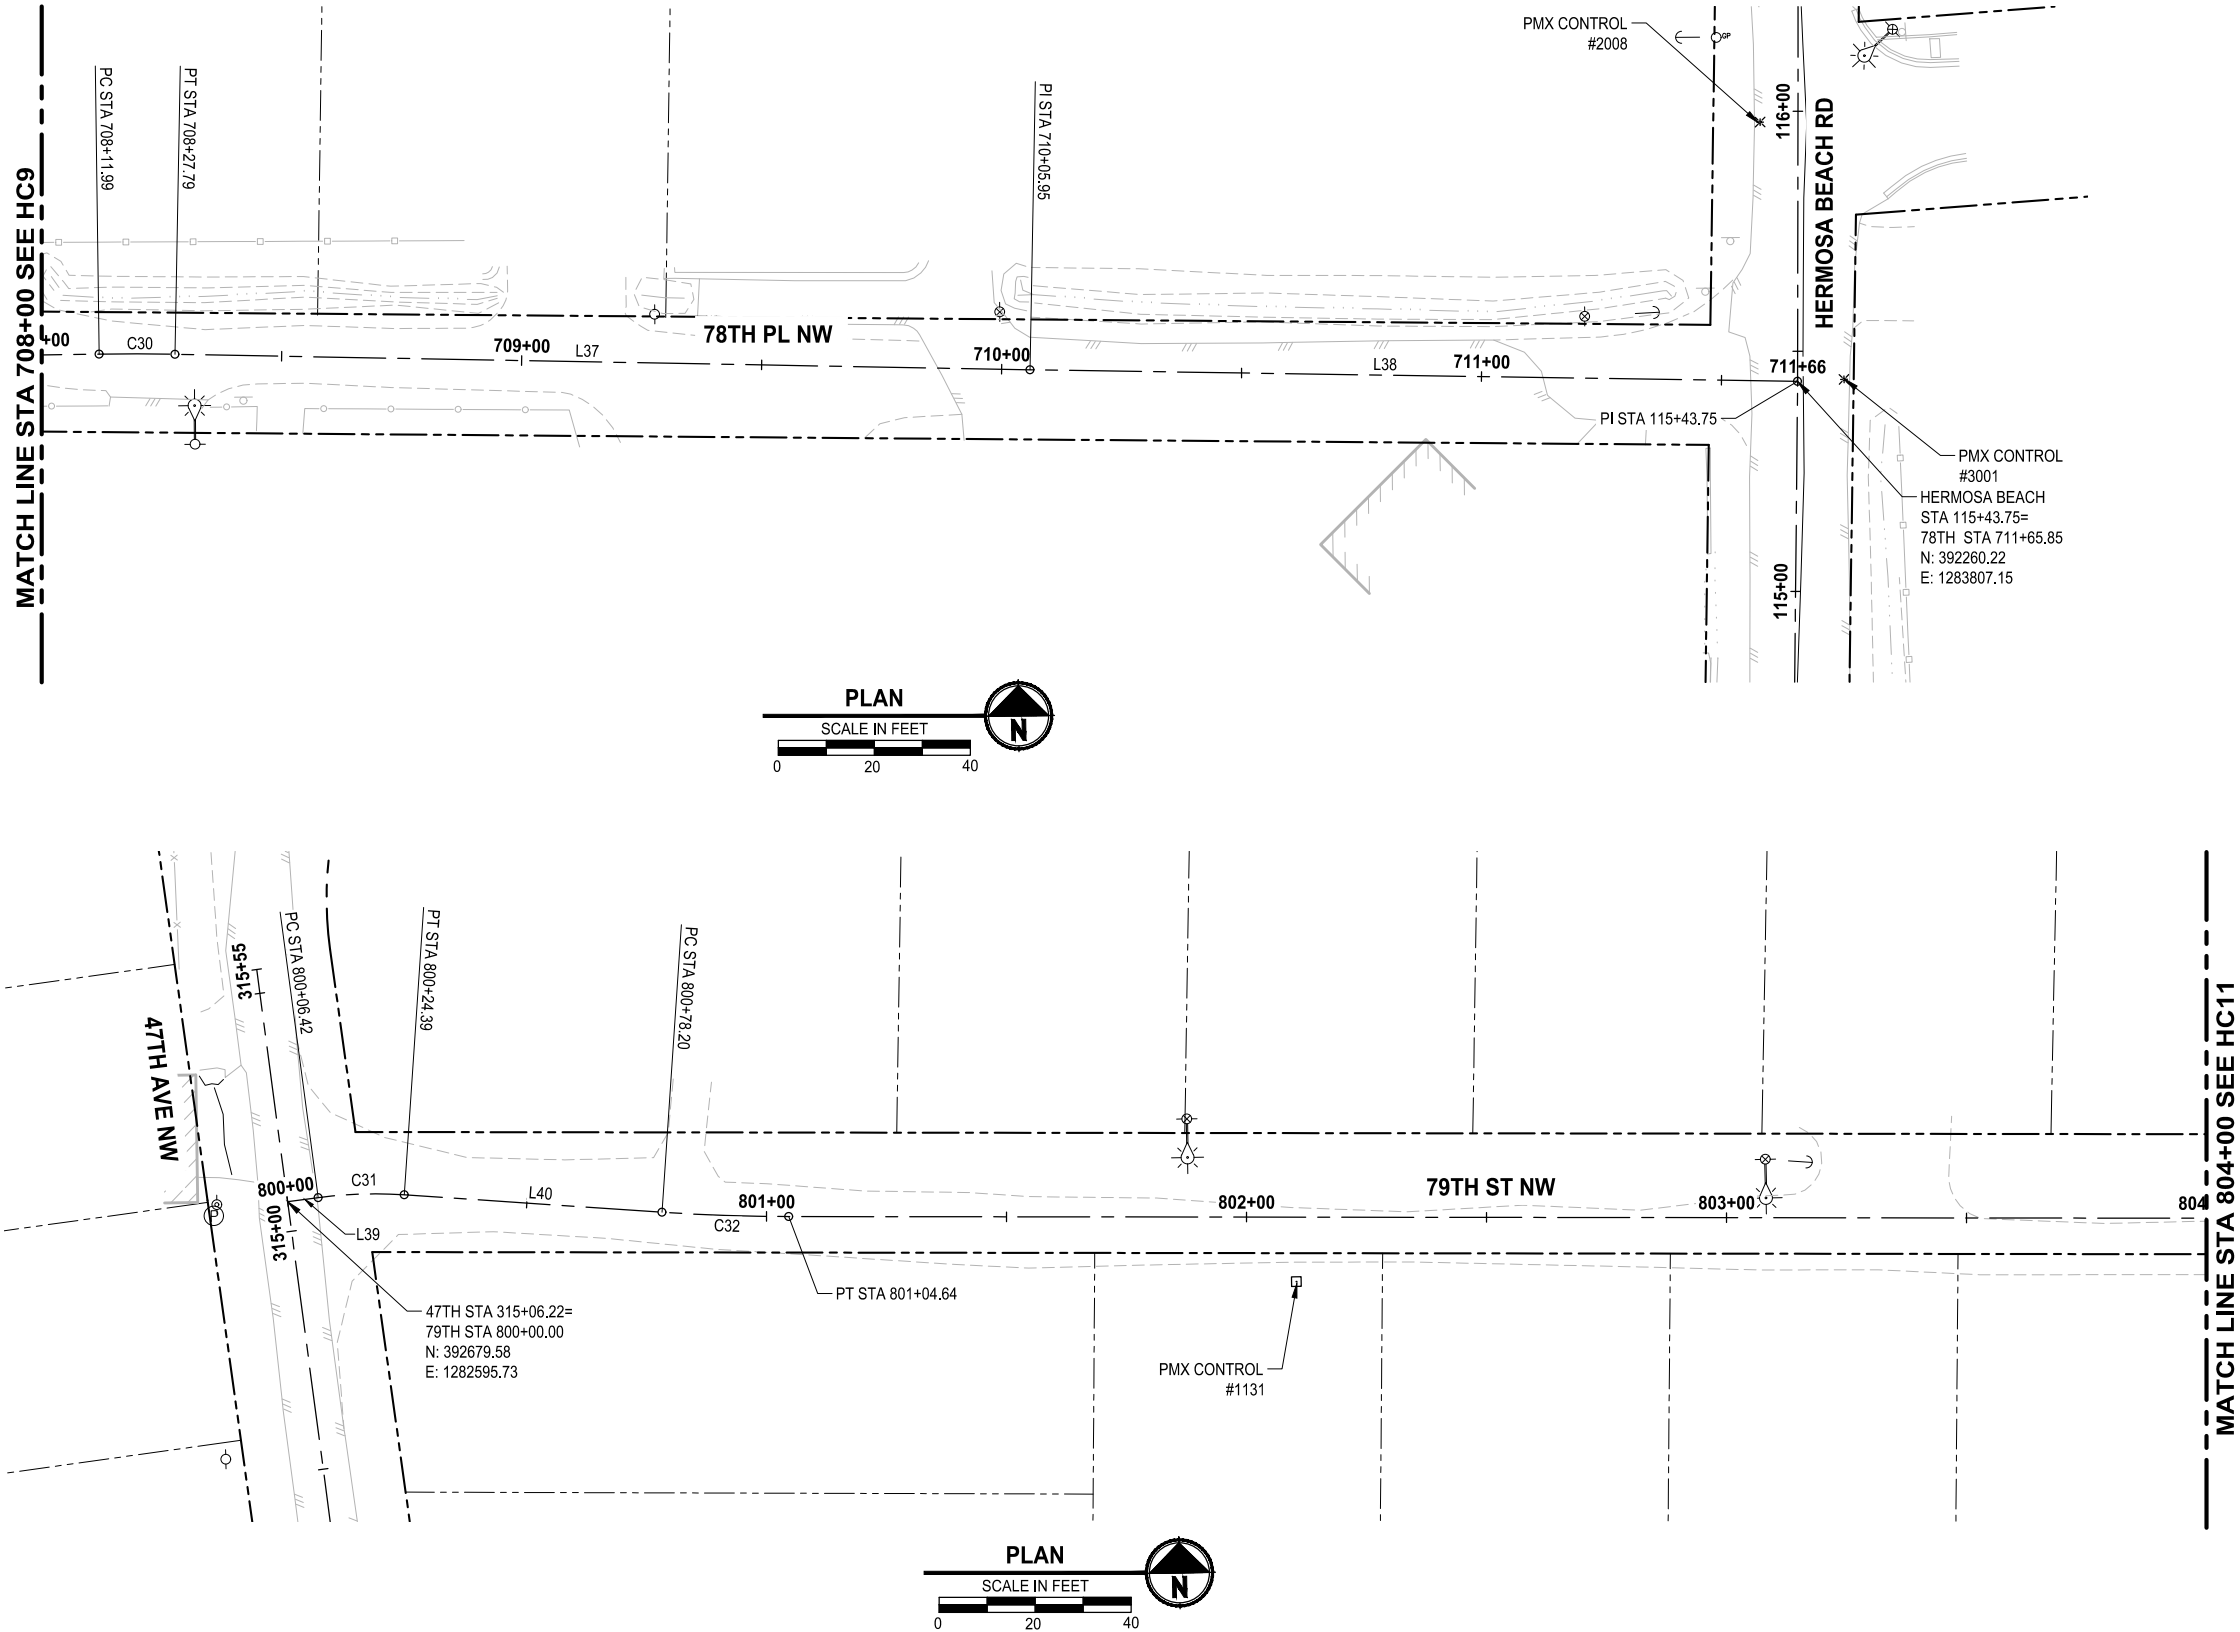 PMX CONTROL
#2008
GP
MATCH LINE STA 708+00 SEE HC9
PC STA 708+11.99
PT STA 708+27.79
PI STA 710+05.95
116+00
HERMOSA BEACH RD
+00
C30
709+00
L37
78TH PL NW
710+00
L38
711+00
711+66
PI STA 115+43.75
PMX CONTROL
#3001
HERMOSA BEACH
STA 115+43.75=
78TH STA 711+65.85
N: 392260.22
E: 1283807.15
115+00
PLAN
SCALE IN FEET
N
0 20 40
47TH AVE NW
315+55
PC STA 800+06.42
PT STA 800+24.39
PC STA 800+78.20
MATCH LINE STA 804+00 SEE HC11
P
800+00
C31
L40
801+00
C32
802+00
79TH ST NW
803+00
804
315+00
L39
PT STA 801+04.64
47TH STA 315+06.22=
79TH STA 800+00.00
N: 392679.58
E: 1282595.73
PMX CONTROL
#1131
PLAN
SCALE IN FEET
N
0 20 40